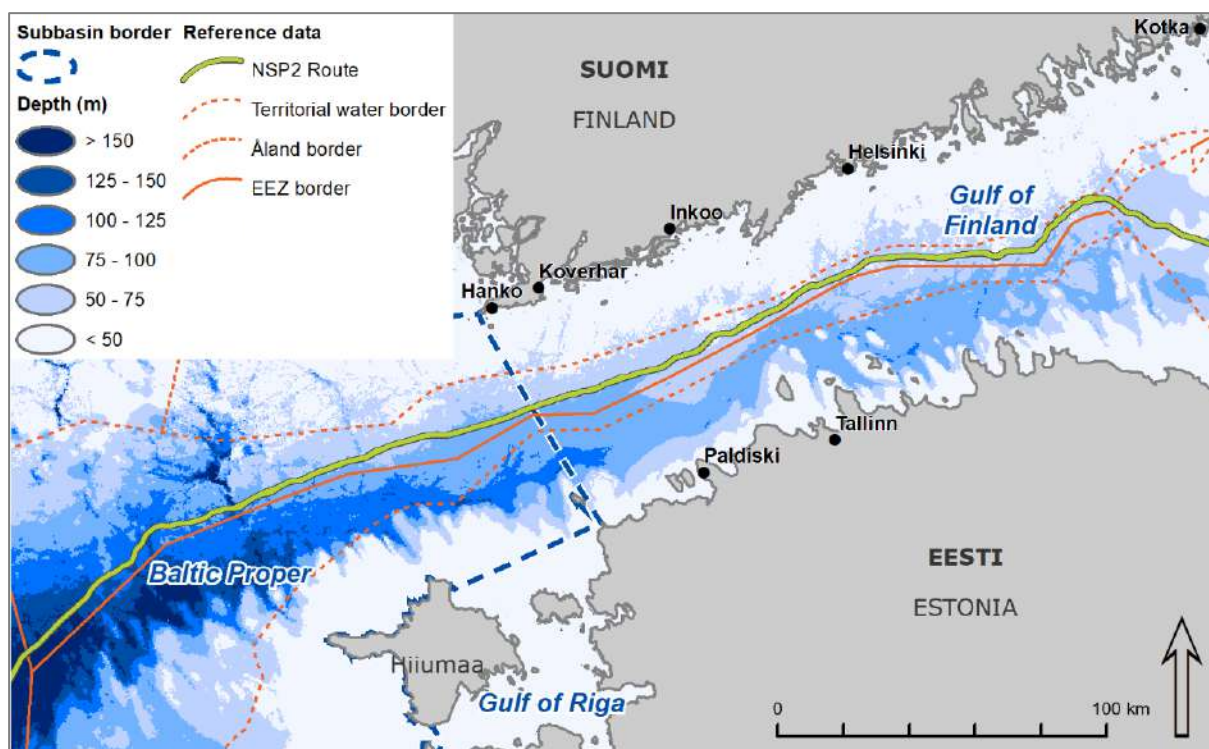 Subbasin border
Depth (m)
> 150
125 - 150
100 - 125
75 - 100
50 - 75
< 50
Reference data
NSP2 Route
Territorial water border
Åland border
EEZ border
Kotka
SUOMI
FINLAND
Helsinki
Gulf of
Finland
Inkoo
Koverhar
Hanko
Tallinn
Paldiski
Baltic Proper
EESTI
ESTONIA
Hiiumaa
Gulf of Riga
0
100 km